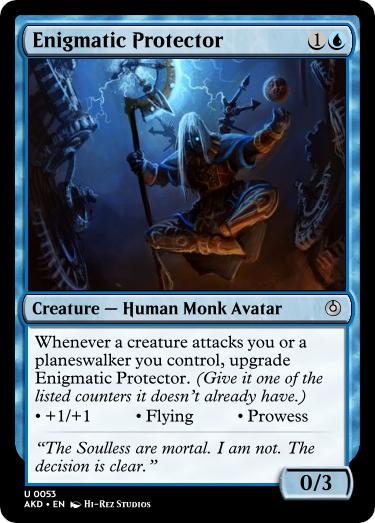 Enigmatic Protector 1
Creature — Human Monk Avatar
Whenever a creature attacks you or a
planeswalker you control, upgrade
Enigmatic Protector. (Give it one of the
listed counters it doesn't already have.)
• +1/+1 • Flying • Prowess
“The Soulless are mortal. I am not. The
decision is clear.”
0/3
U 0053
AKD • EN Hi-Rez Studios